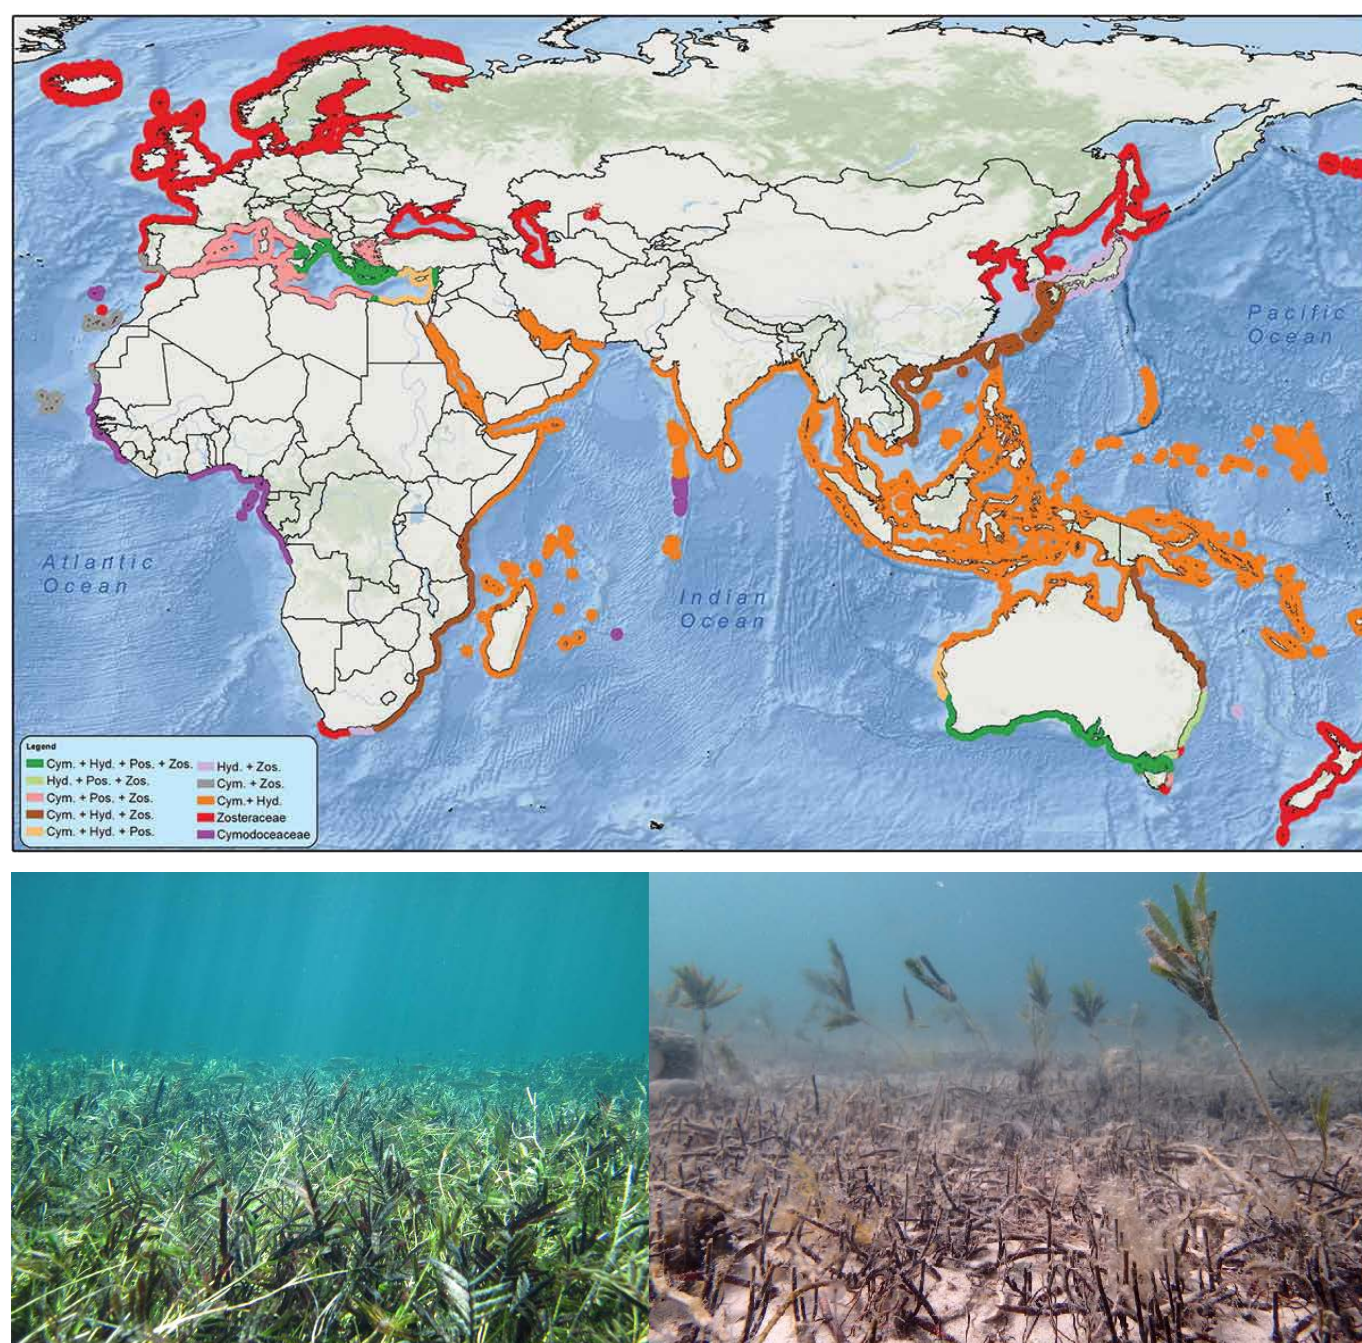 Pacific
Ocean
Atlantic
Ocean
Indian
Ocean
Legend
Cym. + Hyd. + Pos. + Zos.
Hyd. + Pos. + Zos.
Cym. + Pos. + Zos.
Cym. + Hyd. + Zos.
Cym. + Hyd. + Pos.
Hyd. + Zos.
Cym. + Zos.
Cym.+ Hyd.
Zosteraceae
Cymodoceaceae